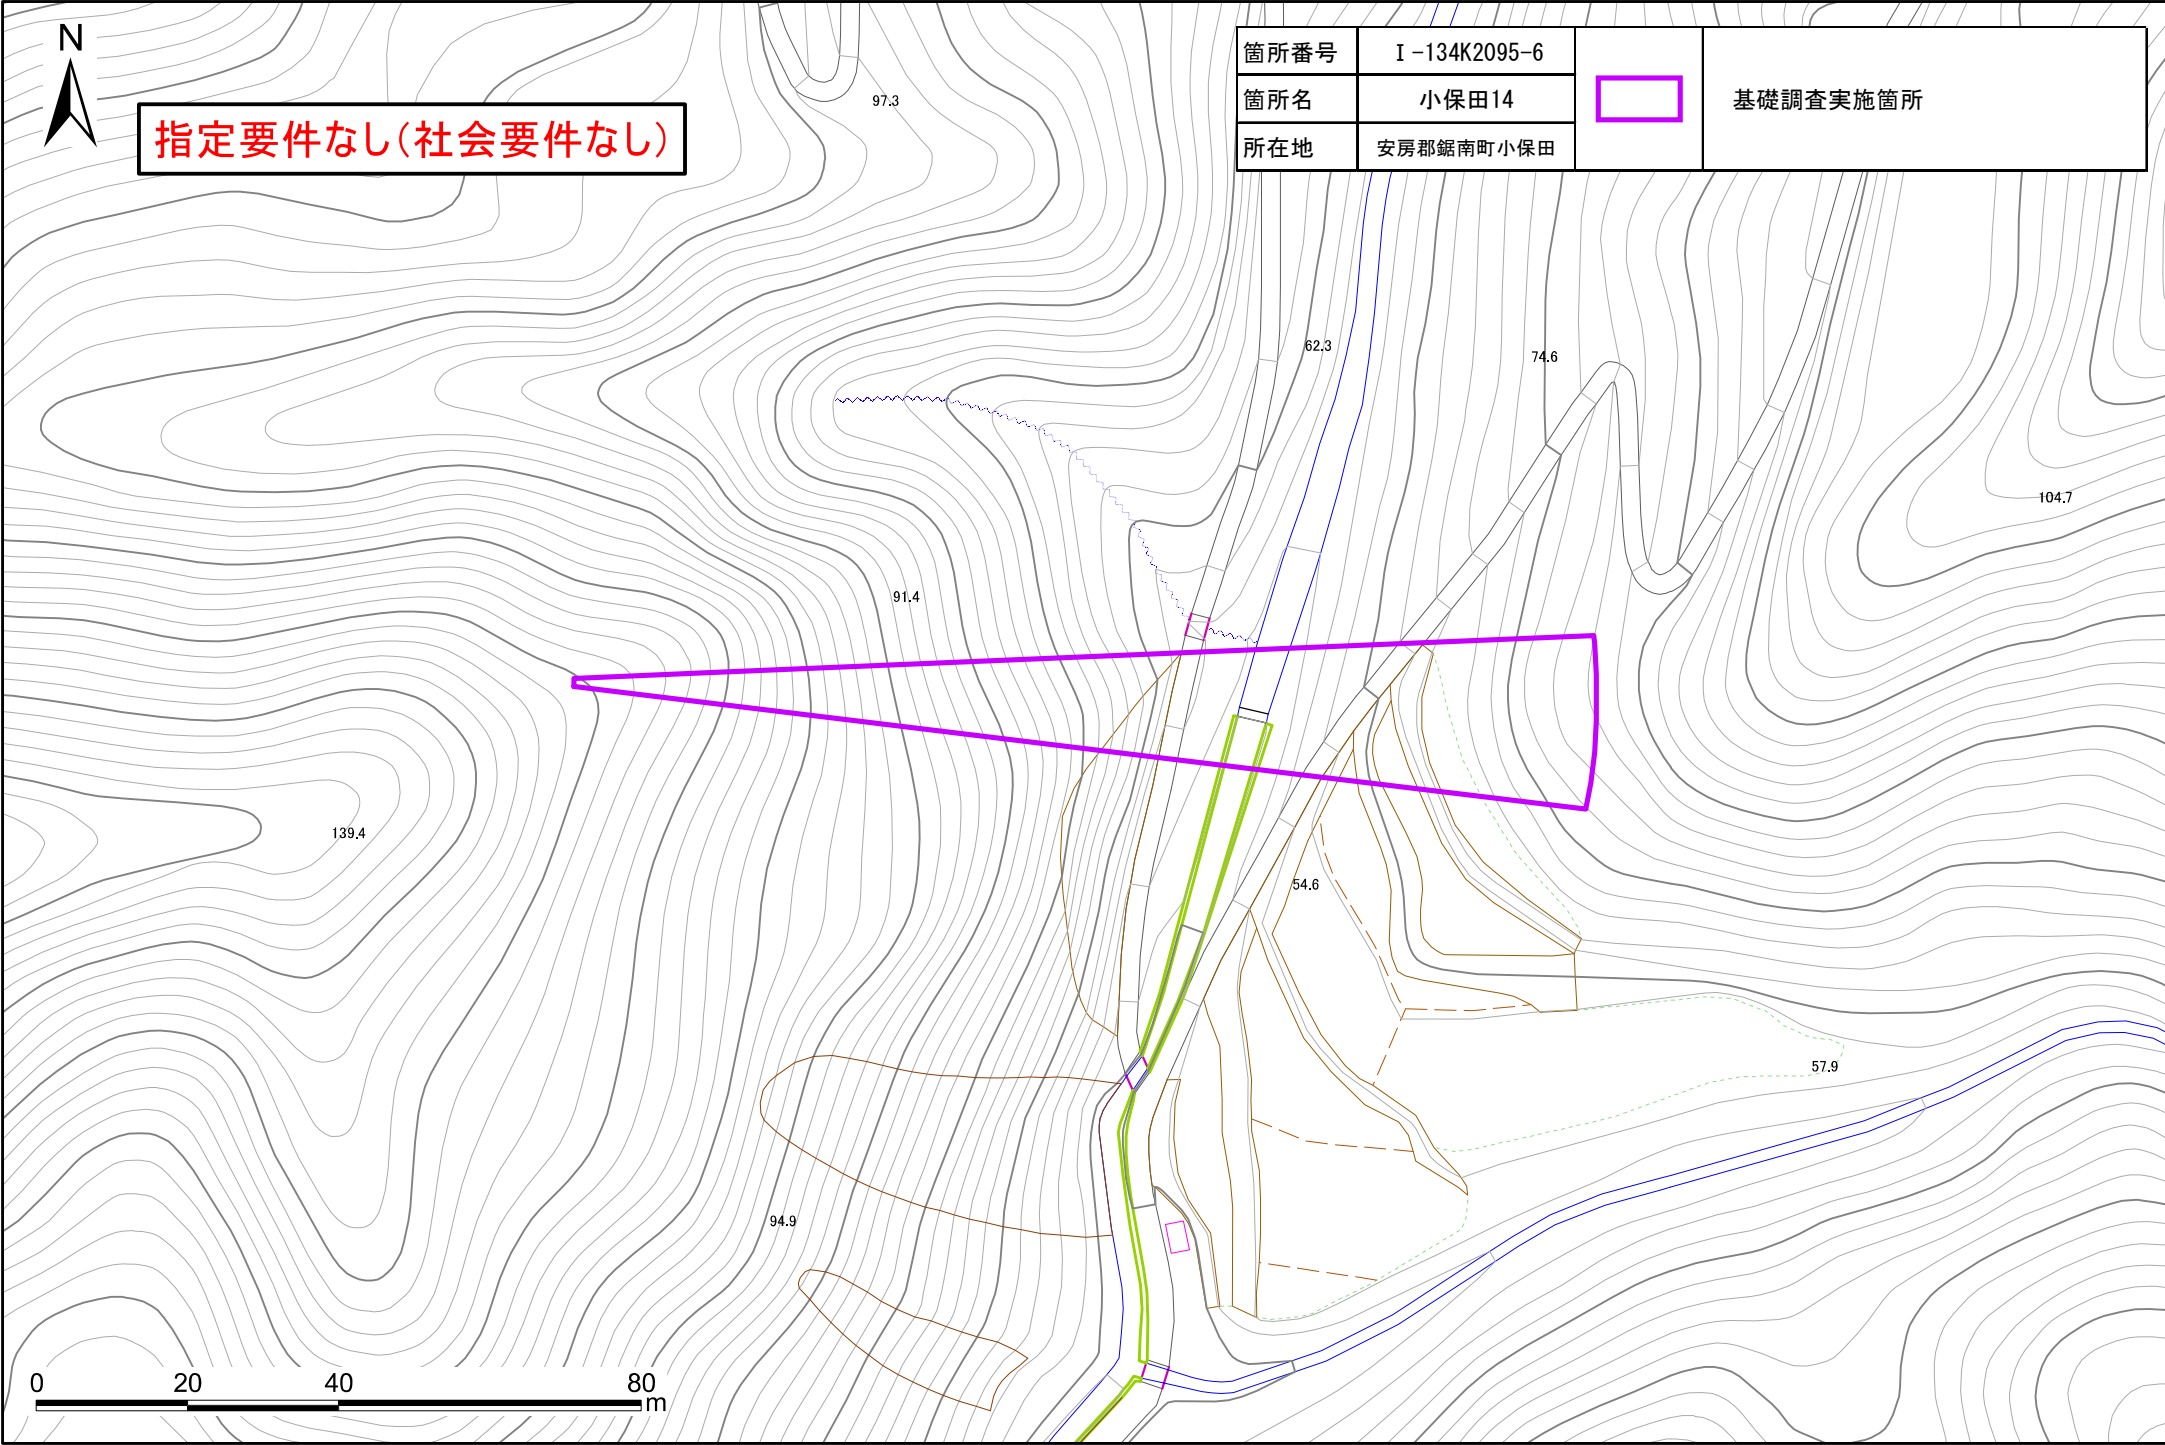 N
指定要件なし(社会要件なし)
箇所番号 Ⅰ-134K2095-6
箇所名 小保田14
所在地 安房郡鋸南町小保田
基礎調査実施箇所
97.3
62.3
74.6
104.7
91.4
139.4
54.6
57.9
94.9
0 20 40 80
m